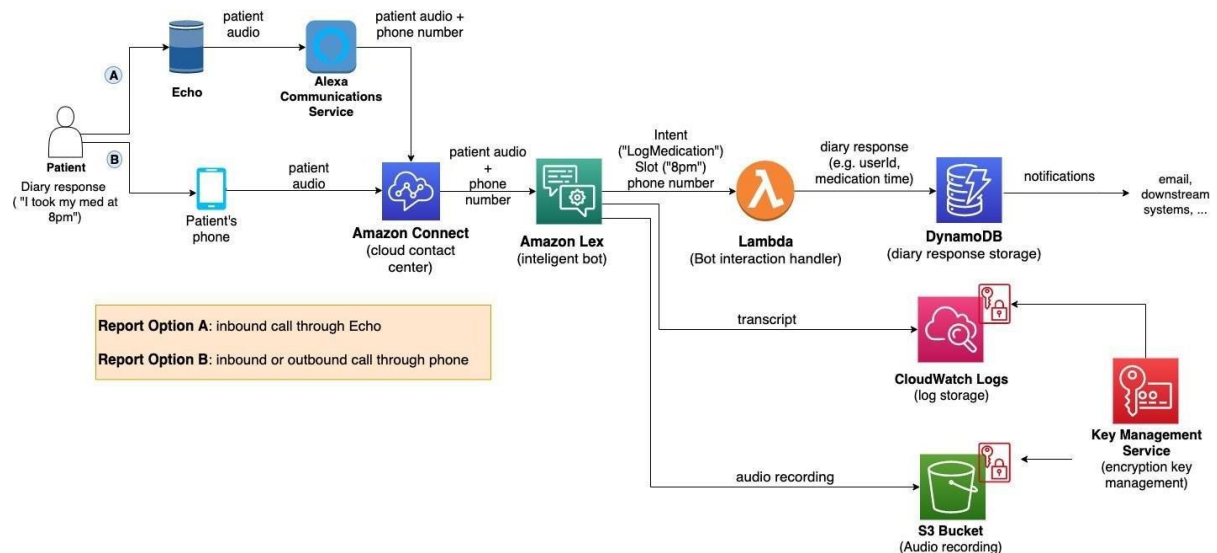 patient
audio
patient audio +
phone number
A
Echo
Alexa
Communications
Service
B
Patient
Diary response
( "I took my med at
8pm")
Patient's
phone
patient
audio
Amazon Connect
(cloud contact
center)
patient audio
+
phone
number
Amazon Lex
(inteligent bot)
Intent
("LogMedication")
Slot ("8pm")
phone number
Lambda
(Bot interaction handler)
diary response
(e.g. userId,
medication time)
DynamoDB
(diary response storage)
notifications
email,
downstream
systems, ...
Report Option A: inbound call through Echo
Report Option B: inbound or outbound call through phone
transcript
CloudWatch Logs
(log storage)
Key Management
Service
(encryption key
management)
audio recording
S3 Bucket
(Audio recording)